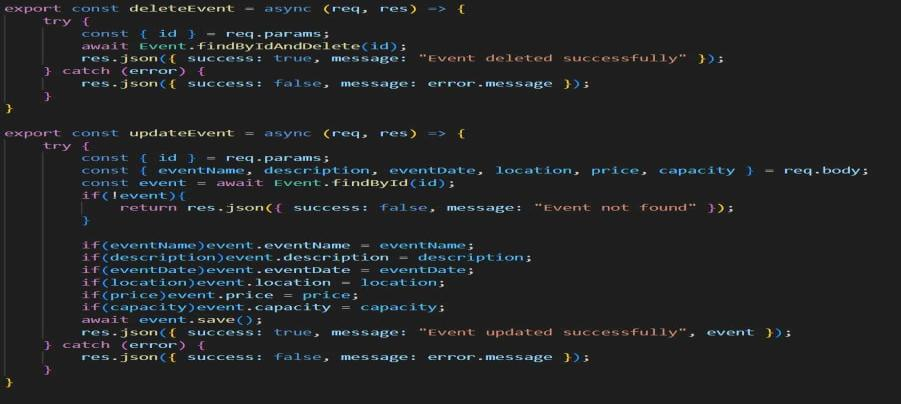 export const deleteEvent = async (req, res) => {
    try {
        const { id } = req.params;
        await Event.findByIdAndDelete(id);
        res.json({ success: true, message: "Event deleted successfully" });
    } catch (error) {
        res.json({ success: false, message: error.message });
    }
}
export const updateEvent = async (req, res) => {
    try {
        const { id } = req.params;
        const { eventName, description, eventDate, location, price, capacity } = req.body;
        const event = await Event.findById(id);
        if(!event){
            return res.json({ success: false, message: "Event not found" });
        }
        if(eventName)event.eventName = eventName;
        if(description)event.description = description;
        if(eventDate)event.eventDate = eventDate;
        if(location)event.location = location;
        if(price)event.price = price;
        if(capacity)event.capacity = capacity;
        await event.save();
        res.json({ success: true, message: "Event updated successfully", event });
    } catch (error) {
        res.json({ success: false, message: error.message });
    }
}